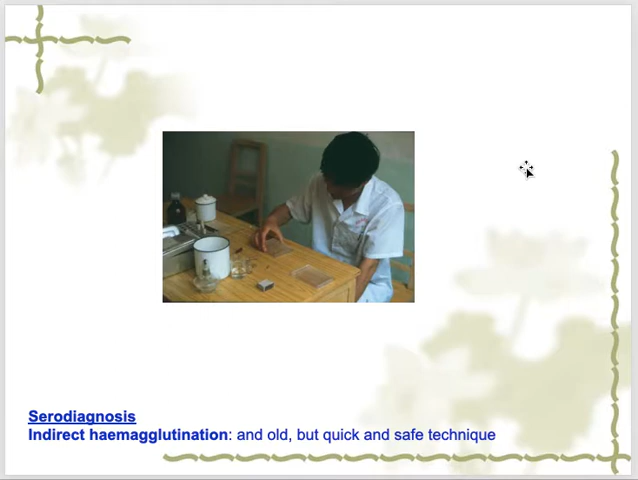 Serodiagnosis
Indirect haemagglutination: and old, but quick and safe technique